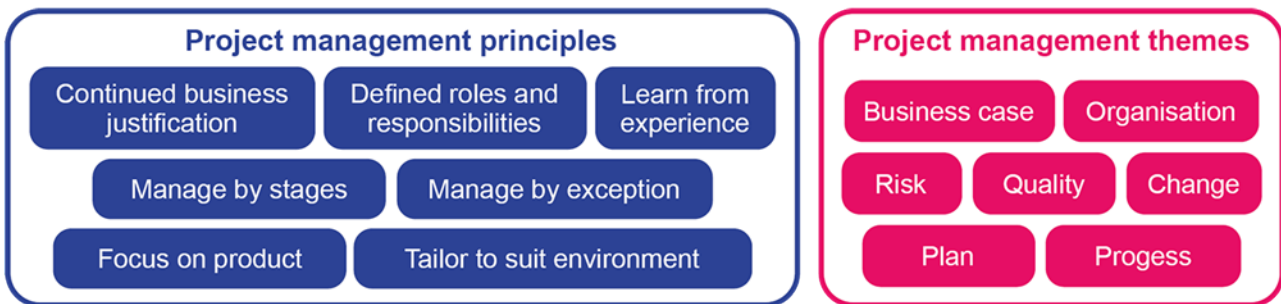 Project management principles
Continued business
justification
Defined roles and
responsibilities
Learn from
experience
Manage by stages
Manage by exception
Focus on product
Tailor to suit environment
Project management themes
Business case
Organisation
Risk
Quality
Change
Plan
Progess